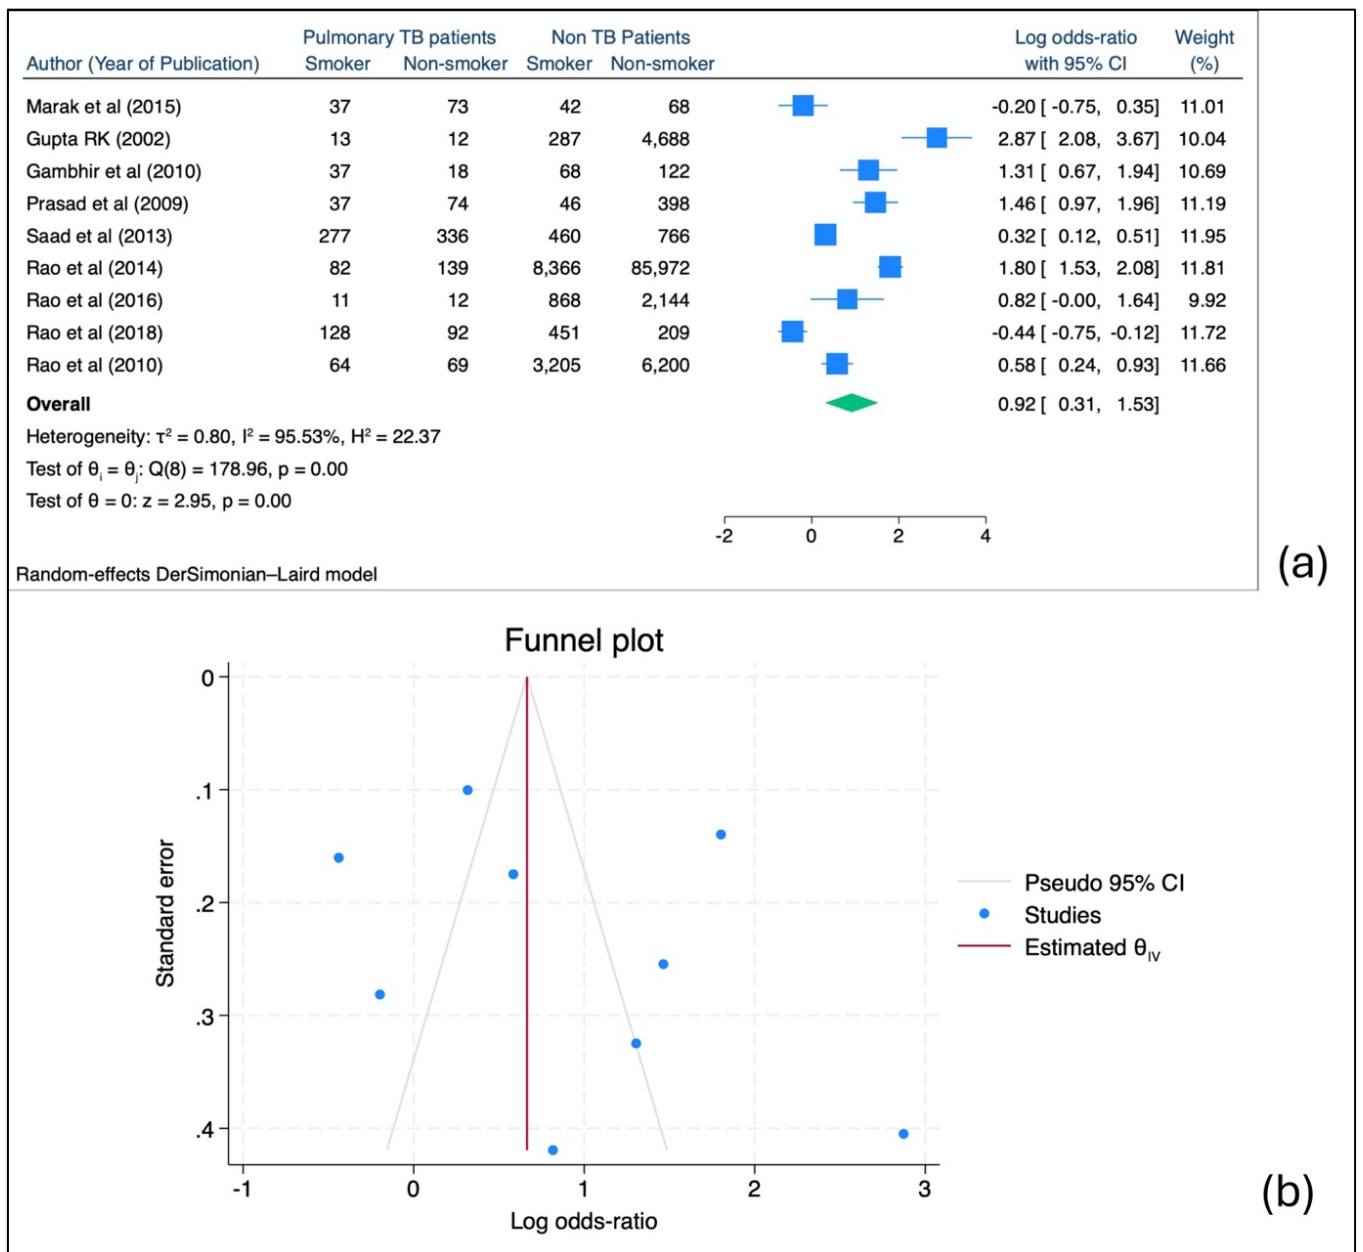 Pulmonary TB patients Non TB Patients Log odds-ratio Weight
Author (Year of Publication) Smoker Non-smoker Smoker Non-smoker with 95% CI (%)
Marak et al (2015) 37 73 42 68 -0.20 [ -0.75, 0.35] 11.01
Gupta RK (2002) 13 12 287 4,688 2.87 [ 2.08, 3.67] 10.04
Gambhir et al (2010) 37 18 68 122 1.31 [ 0.67, 1.94] 10.69
Prasad et al (2009) 37 74 46 398 1.46 [ 0.97, 1.96] 11.19
Saad et al (2013) 277 336 460 766 0.32 [ 0.12, 0.51] 11.95
Rao et al (2014) 82 139 8,366 85,972 1.80 [ 1.53, 2.08] 11.81
Rao et al (2016) 11 12 868 2,144 0.82 [ -0.00, 1.64] 9.92
Rao et al (2018) 128 92 451 209 -0.44 [ -0.75, -0.12] 11.72
Rao et al (2010) 64 69 3,205 6,200 0.58 [ 0.24, 0.93] 11.66
Overall 0.92 [ 0.31, 1.53]
Heterogeneity: τ² = 0.80, I² = 95.53%, H² = 22.37
Test of θᵢ = θⱼ: Q(8) = 178.96, p = 0.00
Test of θ = 0: z = 2.95, p = 0.00
-2 0 2 4
Random-effects DerSimonian–Laird model
(a)
Funnel plot
0
.1
.2
.3
.4
Standard error
-1 0 1 2 3
Log odds-ratio
Pseudo 95% CI
Studies
Estimated θIV
(b)